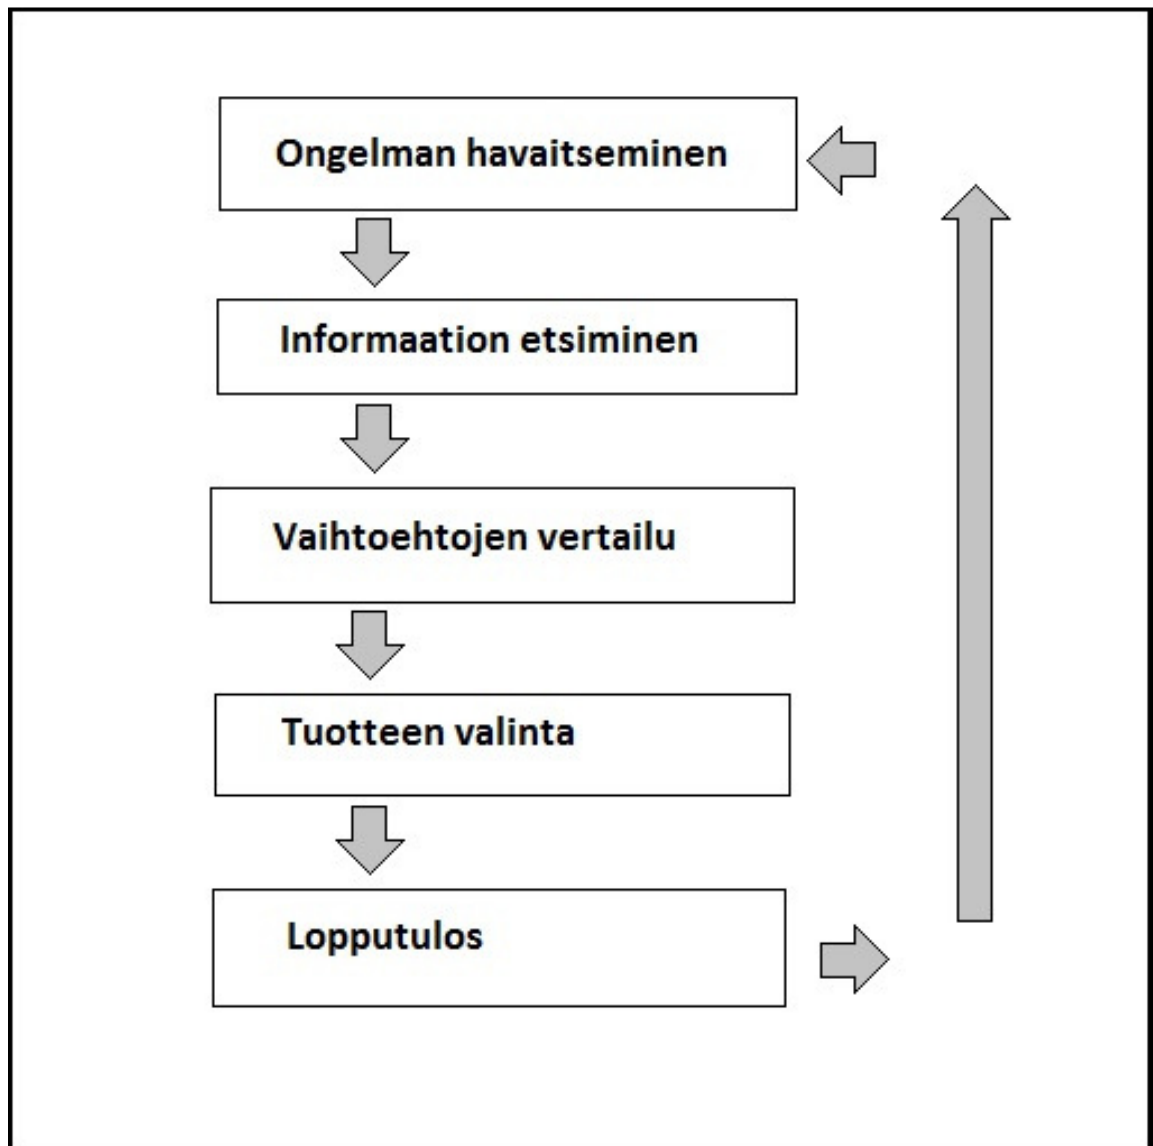 Ongelman havaitseminen
Informaation etsiminen
Vaihtoehtojen vertailu
Tuotteen valinta
Lopputulos